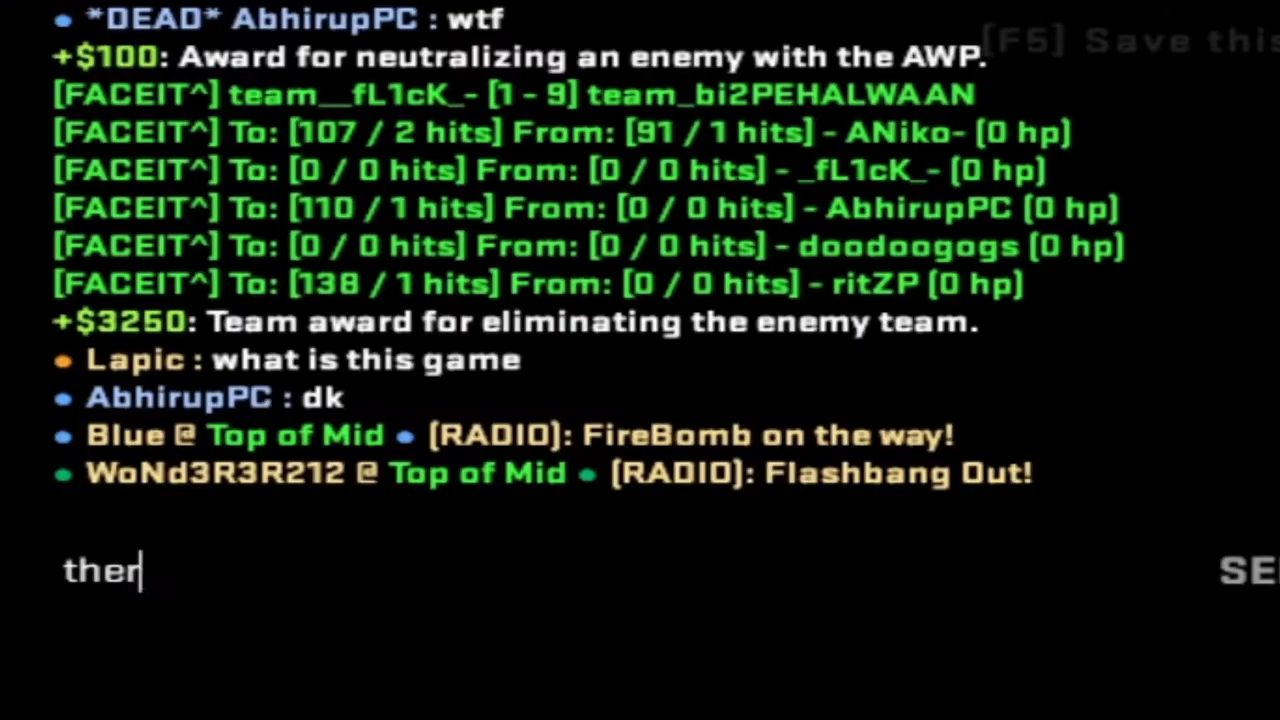 • *DEAD* AbhirupPC : wtf
[F5] Save this
+$100: Award for neutralizing an enemy with the AWP.
[FACEIT^] team__fL1cK_- [1 - 9] team_bi2PEHALWAAN
[FACEIT^] To: [107 / 2 hits] From: [91 / 1 hits] - ANiko- (0 hp)
[FACEIT^] To: [0 / 0 hits] From: [0 / 0 hits] - _fL1cK_- (0 hp)
[FACEIT^] To: [110 / 1 hits] From: [0 / 0 hits] - AbhirupPC (0 hp)
[FACEIT^] To: [0 / 0 hits] From: [0 / 0 hits] - doodoogogs (0 hp)
[FACEIT^] To: [138 / 1 hits] From: [0 / 0 hits] - ritZP (0 hp)
+$3250: Team award for eliminating the enemy team.
• Lapic : what is this game
• AbhirupPC : dk
• Blue @ Top of Mid • (RADIO): FireBomb on the way!
• WoNd3R3R212 @ Top of Mid • (RADIO): Flashbang Out!
ther